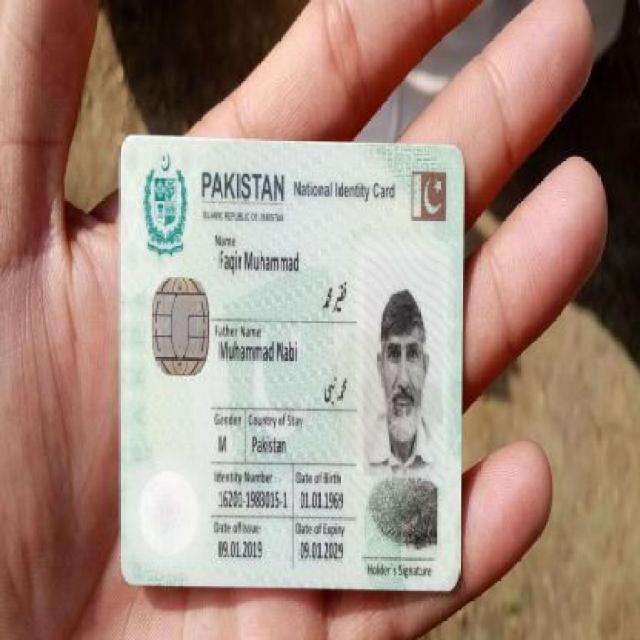 PAKISTAN National Identity Card
ISLAMIC REPUBLIC OF PAKISTAN
Name
Faqir Muhammad
فقیر محمد
Father Name
Muhammad Nabi
محمد نبی
Gender Country of Stay
M Pakistan
Identity Number Date of Birth
16201-1983015-1 01.01.1969
Date of Issue Date of Expiry
09.01.2019 09.01.2029
Holder's Signature